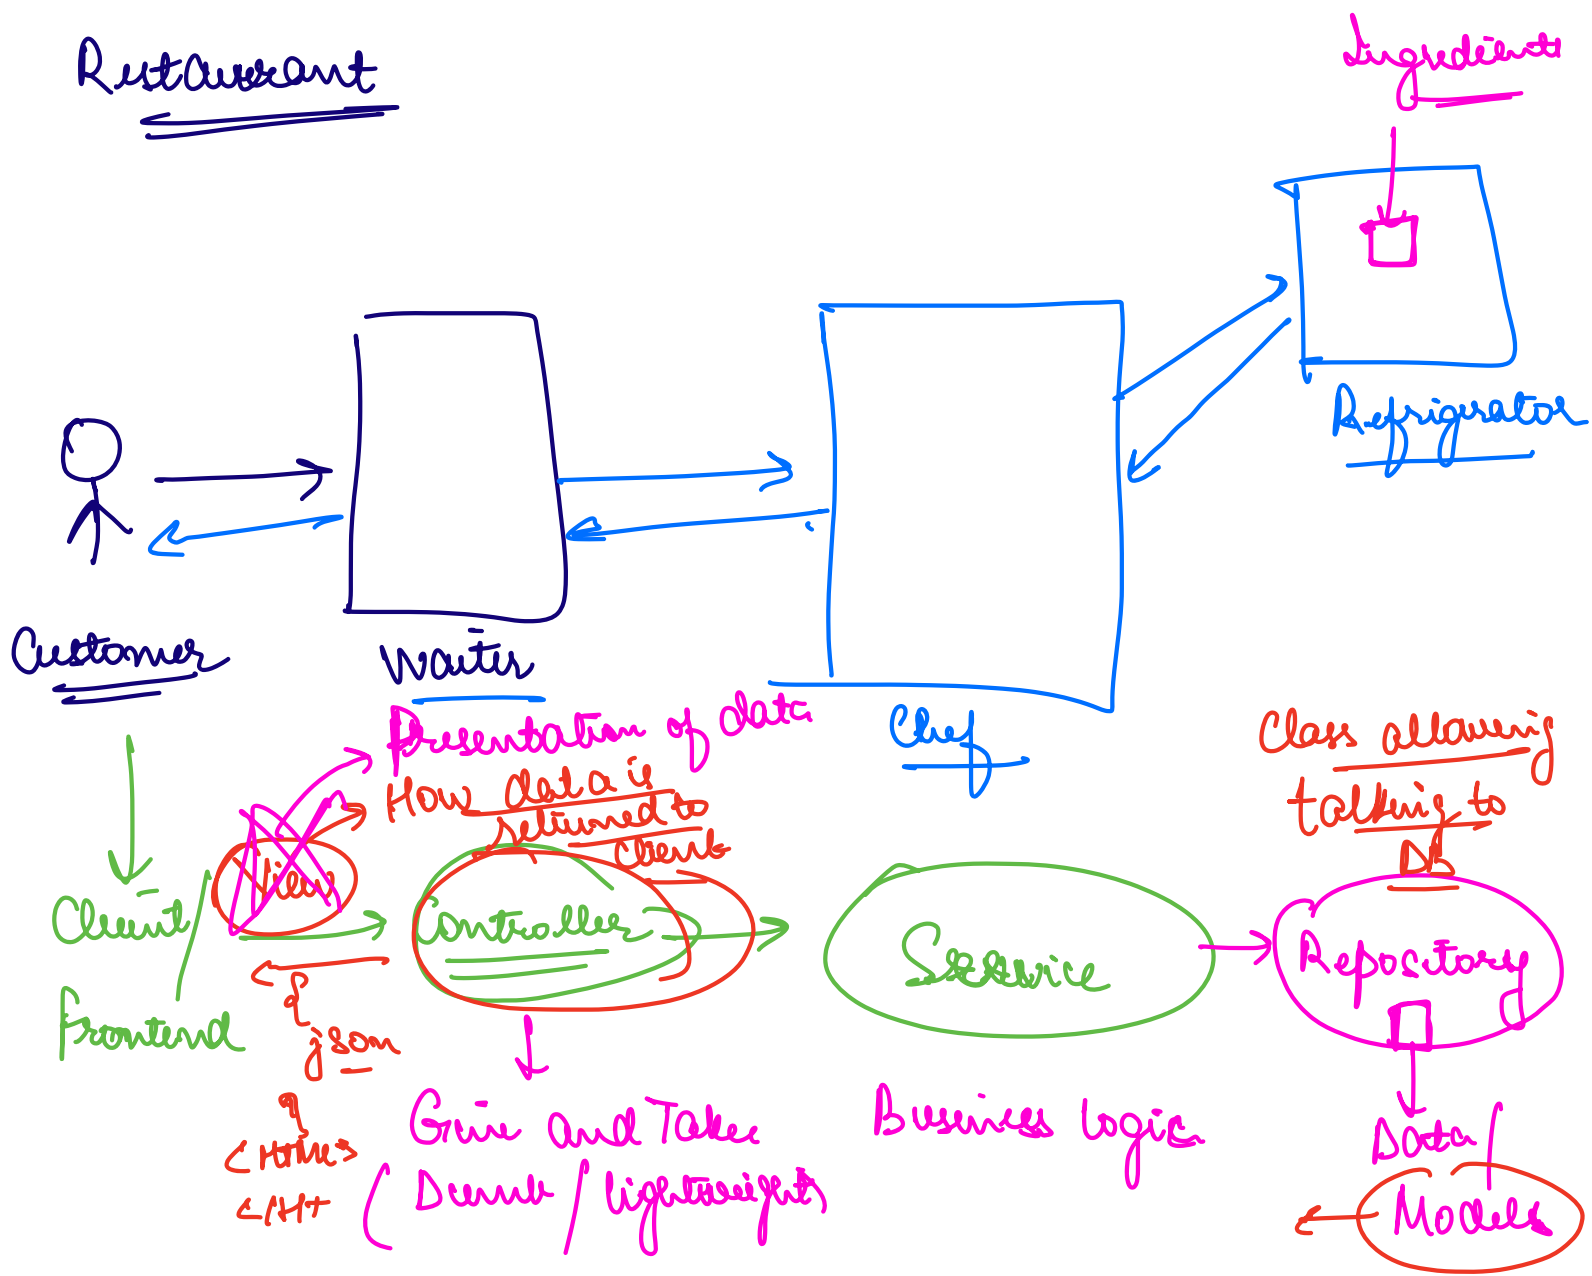 Restaurant
Ingredients
Refrigerator
Customer
Waiter
Chef
Presentation of data
How data is
returned to
client
Class allowing
talking to
DB
Client/
Frontend
View
Controller
Service
Repository
json
<HTML>
</HT
Give and Take
(Dumb / lightweight)
Business Logic
Data/
Models